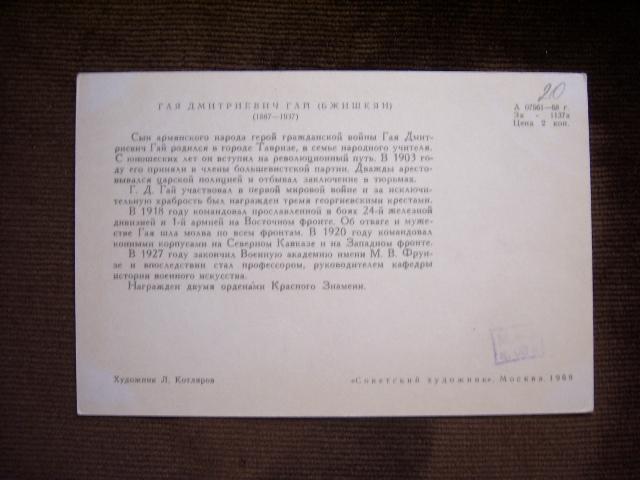 20
А 07561—68 г.
Зк - 1137а
Цена 2 коп.
ГАЯ ДМИТРИЕВИЧ ГАЙ (БЖИШКЯН)
(1887—1937)
Сын армянского народа герой гражданской войны Гая Дмит-
риевич Гай родился в городе Тавризе, в семье народного учителя.
С юношеских лет он вступил на революционный путь. В 1903 го-
ду его приняли в члены большевистской партии. Дважды аресто-
вывался царской полицией и отбывал заключение в тюрьмах.
Г. Д. Гай участвовал в первой мировой войне и за исключи-
тельную храбрость был награжден тремя георгиевскими крестами.
В 1918 году командовал прославленной в боях 24-й железной
дивизией и 1-й армией на Восточном фронте. Об отваге и муже-
стве Гая шла молва по всем фронтам. В 1920 году командовал
конными корпусами на Северном Кавказе и на Западном фронте.
В 1927 году закончил Военную академию имени М. В. Фрун-
зе и впоследствии стал профессором, руководителем кафедры
истории военного искусства.
Награжден двумя орденами Красного Знамени.
Художник Л. Котляров
«Советский художник». Москва. 1969